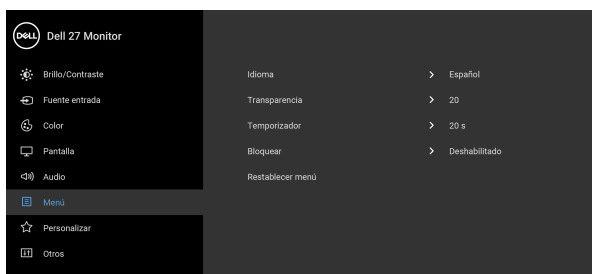 DELL Dell 27 Monitor
Brillo/Contraste
Fuente entrada
Color
Pantalla
Audio
Menú
Personalizar
Otros
Idioma > Español
Transparencia > 20
Temporizador > 20 s
Bloquear > Deshabilitado
Restablecer menú